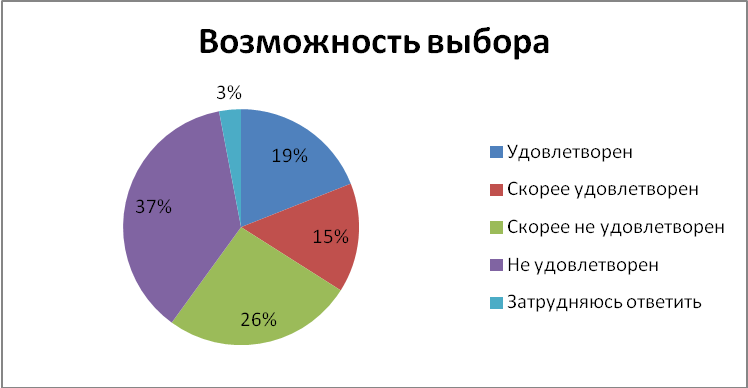 Возможность выбора
3%
19%
37%
15%
26%
Удовлетворен
Скорее удовлетворен
Скорее не удовлетворен
Не удовлетворен
Затрудняюсь ответить